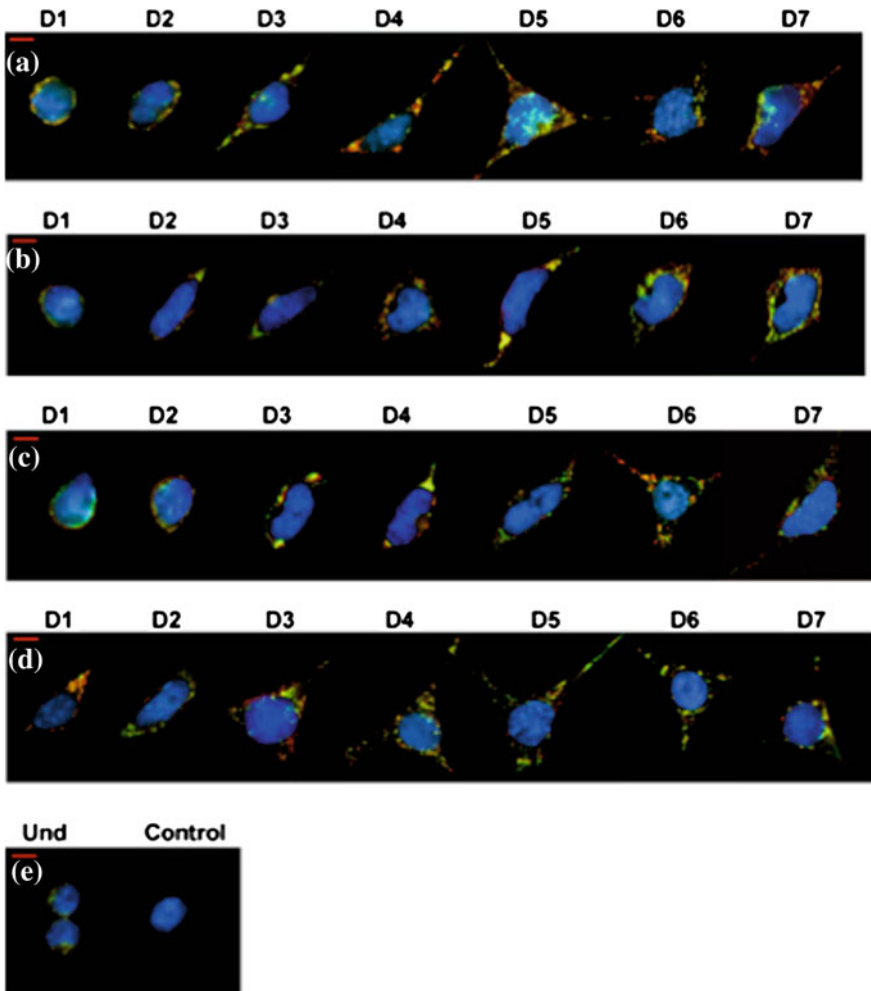 D1 D2 D3 D4 D5 D6 D7
(a)
D1 D2 D3 D4 D5 D6 D7
(b)
D1 D2 D3 D4 D5 D6 D7
(c)
D1 D2 D3 D4 D5 D6 D7
(d)
Und Control
(e)